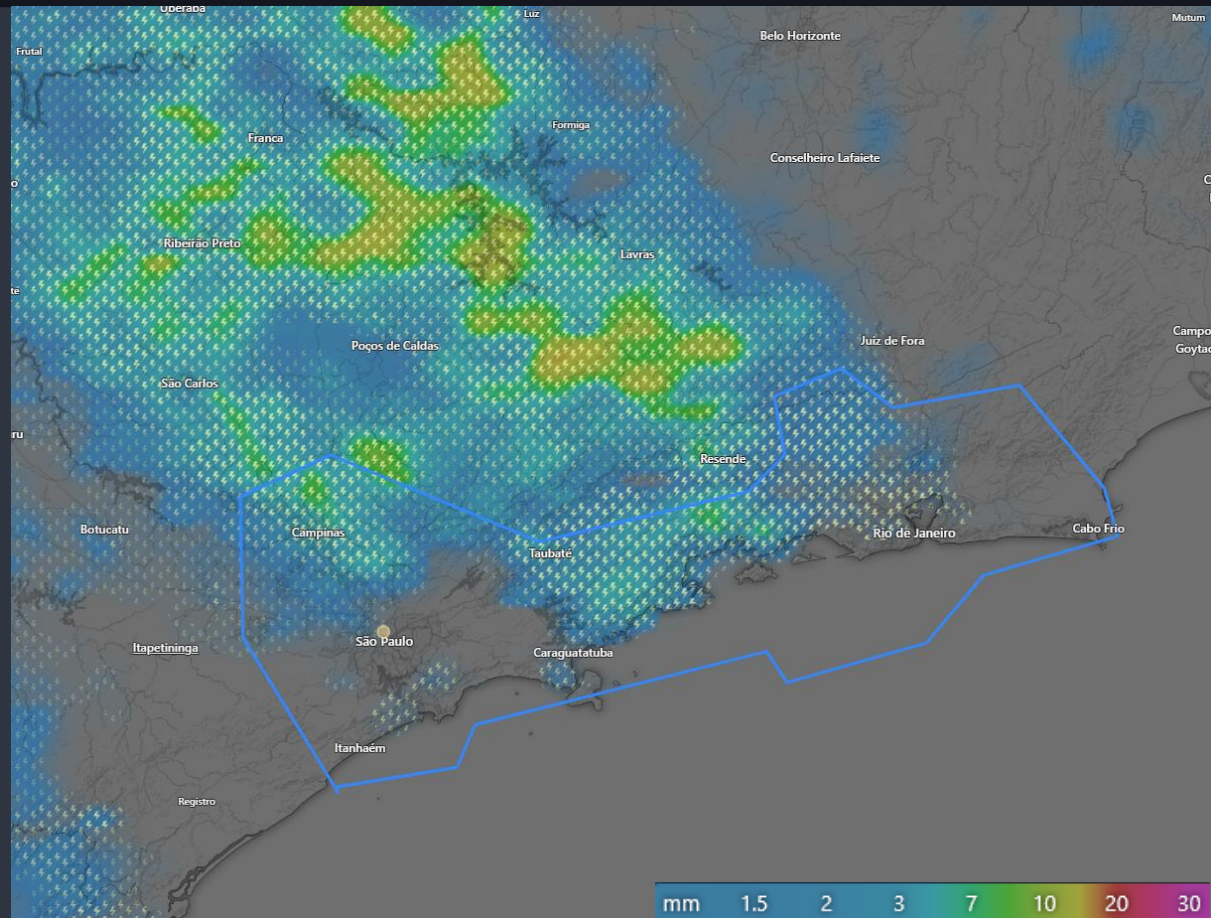 Uberaba
Luz
Mutum
Belo Horizonte
Frutal
Formiga
Franca
Conselheiro Lafaiete
Ribeirão Preto
Lavras
Campo
Juiz de Fora
Goytac
Poços de Caldas
São Carlos
Resende
Botucatu
Campinas
Rio de Janeiro
Cabo Frio
Taubaté
São Paulo
Itapetininga
Caraguatatuba
Itanhaém
Registro
mm 1.5 2 3 7 10 20 30